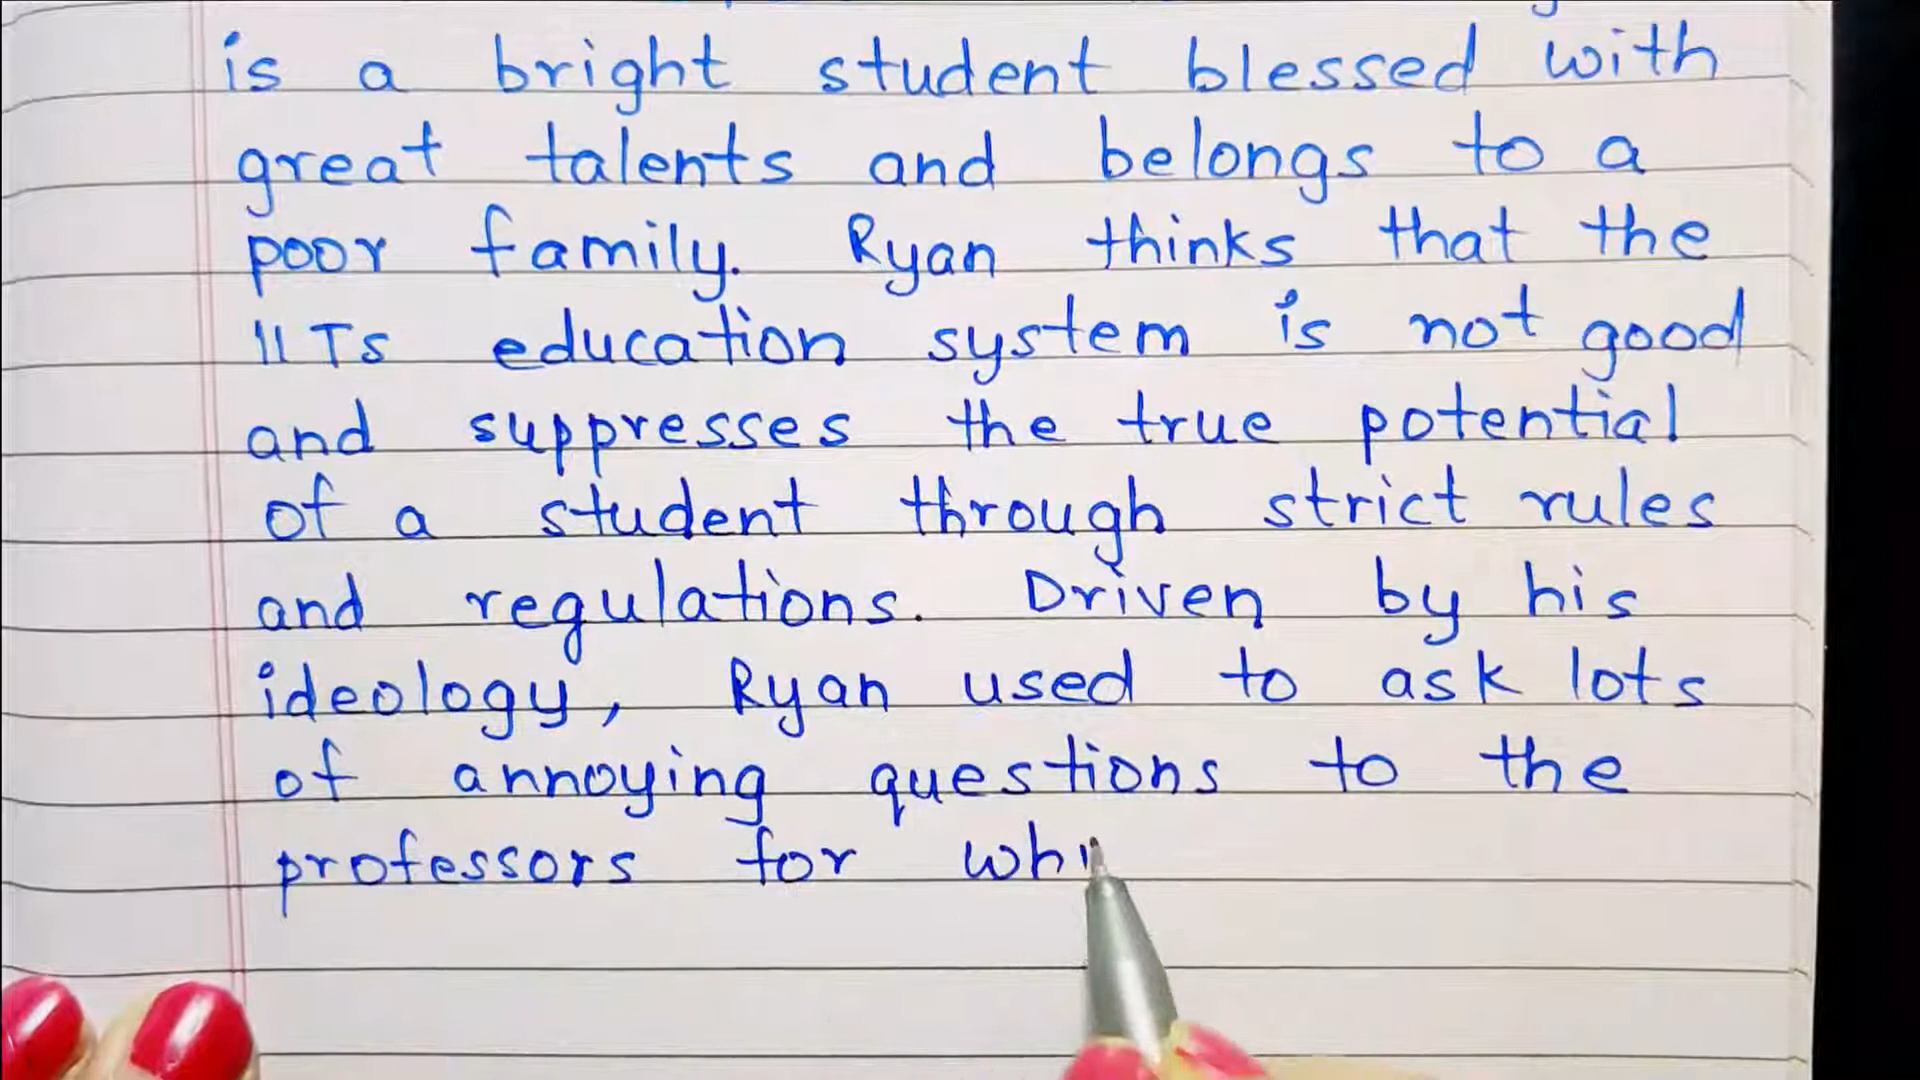 is a bright student blessed with
great talents and belongs to a
poor family. Ryan thinks that the
IITs education system is not good
and suppresses the true potential
of a student through strict rules
and regulations. Driven by his
ideology, Ryan used to ask lots
of annoying questions to the
professors for whi